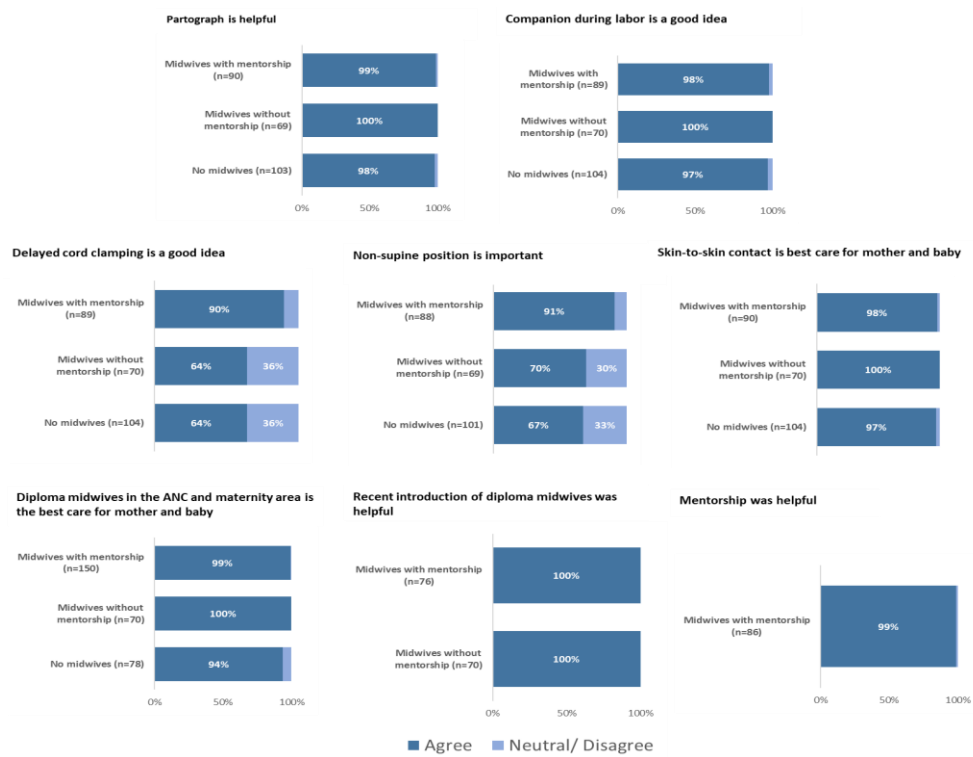 Partograph is helpful
Midwives with mentorship
(n=90)
99%
Midwives without
mentorship (n=69)
100%
No midwives (n=103)
98%
0%
50%
100%
Companion during labor is a good idea
Midwives with
mentorship (n=89)
98%
Midwives without
mentorship (n=70)
100%
No midwives (n=104)
97%
0%
50%
100%
Delayed cord clamping is a good idea
Midwives with mentorship
(n=89)
90%
Midwives without
mentorship (n=70)
64%
36%
No midwives (n=104)
64%
36%
Non-supine position is important
Midwives with mentorship
(n=88)
91%
Midwives without
mentorship (n=69)
70%
30%
No midwives (n=101)
67%
33%
Skin-to-skin contact is best care for mother and baby
Midwives with mentorship
(n=90)
98%
Midwives without
mentorship (n=70)
100%
No midwives (n=104)
97%
Diploma midwives in the ANC and maternity area is
the best care for mother and baby
Midwives with mentorship
(n=150)
99%
Midwives without
mentorship (n=70)
100%
No midwives (n=78)
94%
0%
50%
100%
Recent introduction of diploma midwives was
helpful
Midwives with mentorship
(n=76)
100%
Midwives without
mentorship (n=70)
100%
0%
50%
100%
Mentorship was helpful
Midwives with mentorship
(n=86)
99%
0%
50%
100%
Agree
Neutral/ Disagree